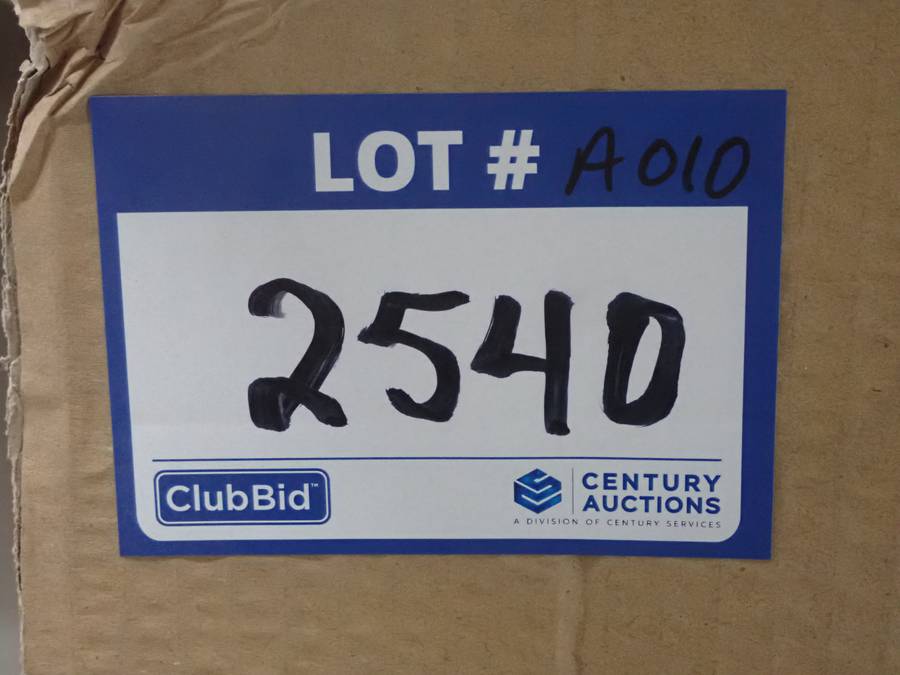 LOT # A010
2540
ClubBid™
CENTURY
AUCTIONS
A DIVISION OF CENTURY SERVICES